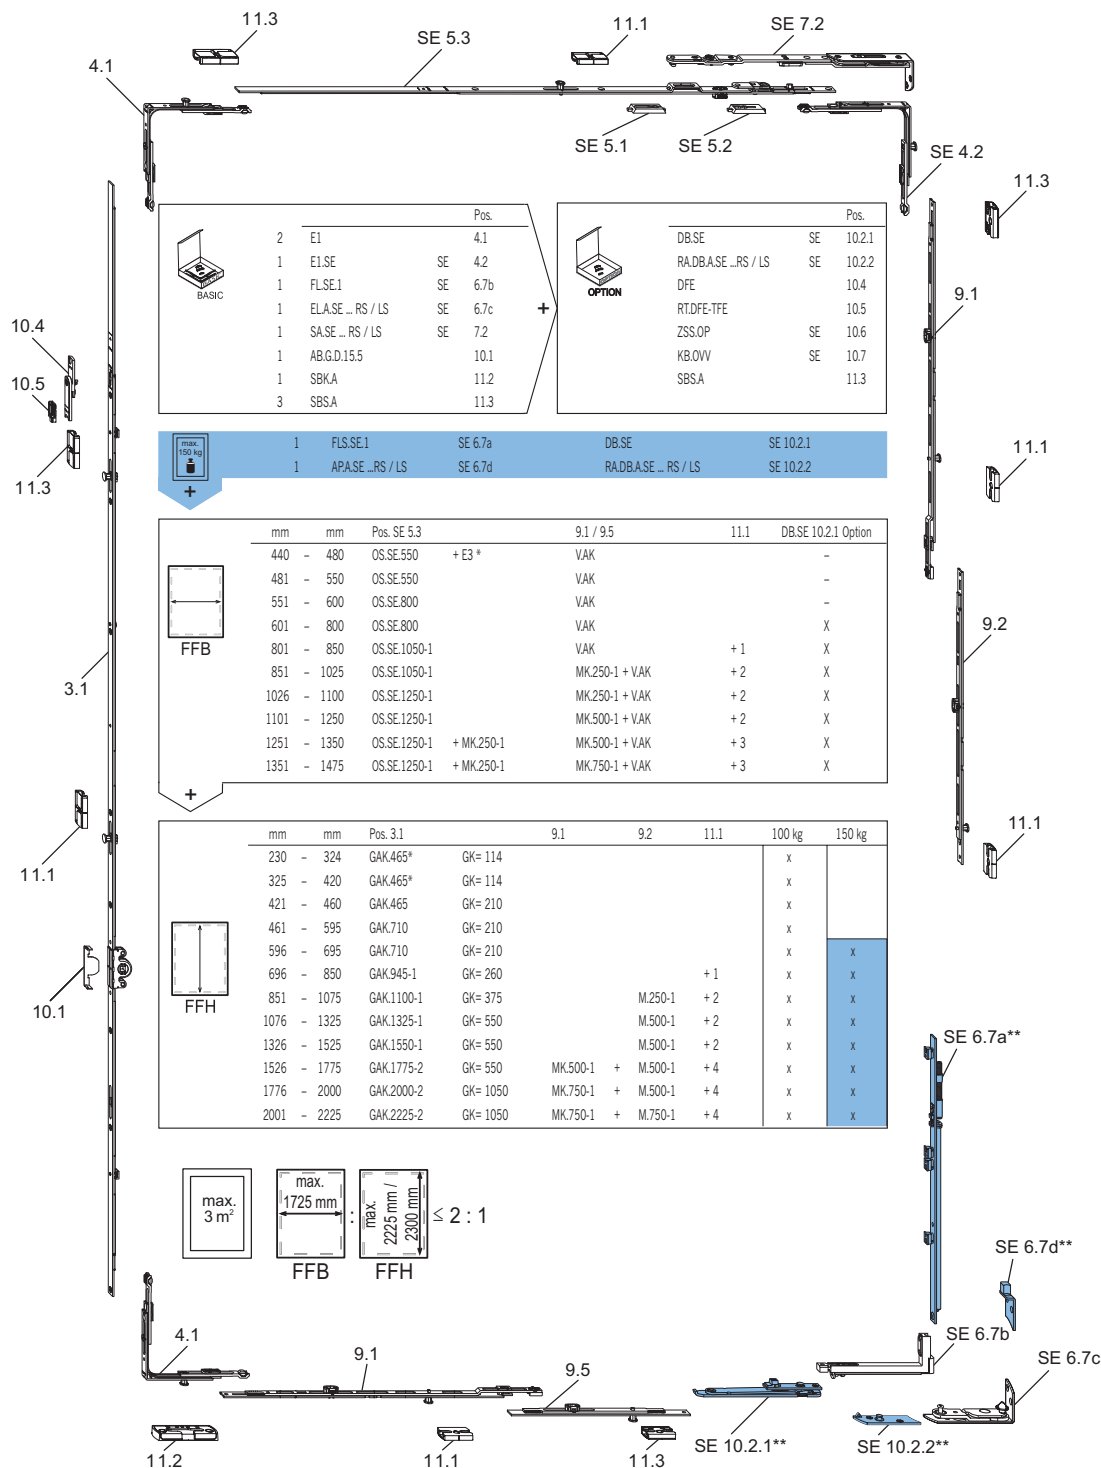 11.3
SE 5.3
11.1
SE 7.2
4.1
SE 5.1
SE 5.2
SE 4.2
11.3
Pos.
2 E1 4.1
1 E1.SE SE 4.2
1 FL.SE.1 SE 6.7b
1 EL.A.SE ... RS / LS SE 6.7c
1 SA.SE ... RS / LS SE 7.2
1 AB.G.D.15.5 10.1
1 SBK.A 11.2
3 SBS.A 11.3
BASIC
+
Pos.
DB.SE SE 10.2.1
RA.DB.A.SE ...RS / LS SE 10.2.2
DFE 10.4
RT.DFE-TFE 10.5
ZSS.OP SE 10.6
KB.OVV SE 10.7
SBS.A 11.3
OPTION
9.1
10.4
10.5
11.3
max.
150 kg
+
1 FLS.SE.1 SE 6.7a DB.SE SE 10.2.1
1 AP.A.SE ...RS / LS SE 6.7d RA.DB.A.SE ... RS / LS SE 10.2.2
11.1
mm mm Pos. SE 5.3 9.1 / 9.5 11.1 DB.SE 10.2.1 Option
440 – 480 OS.SE.550 + E3 * V.AK –
481 – 550 OS.SE.550 V.AK –
551 – 600 OS.SE.800 V.AK –
601 – 800 OS.SE.800 V.AK X
801 – 850 OS.SE.1050-1 V.AK + 1 X
851 – 1025 OS.SE.1050-1 MK.250-1 + V.AK + 2 X
1026 – 1100 OS.SE.1250-1 MK.250-1 + V.AK + 2 X
1101 – 1250 OS.SE.1250-1 MK.500-1 + V.AK + 2 X
1251 – 1350 OS.SE.1250-1 + MK.250-1 MK.500-1 + V.AK + 3 X
1351 – 1475 OS.SE.1250-1 + MK.250-1 MK.750-1 + V.AK + 3 X
FFB
+
9.2
3.1
11.1
11.1
mm mm Pos. 3.1 9.1 9.2 11.1 100 kg 150 kg
230 – 324 GAK.465* GK= 114 x
325 – 420 GAK.465* GK= 114 x
421 – 460 GAK.465 GK= 210 x
461 – 595 GAK.710 GK= 210 x
596 – 695 GAK.710 GK= 210 x x
696 – 850 GAK.945-1 GK= 260 + 1 x x
851 – 1075 GAK.1100-1 GK= 375 M.250-1 + 2 x x
1076 – 1325 GAK.1325-1 GK= 550 M.500-1 + 2 x x
1326 – 1525 GAK.1550-1 GK= 550 M.500-1 + 2 x x
1526 – 1775 GAK.1775-2 GK= 550 MK.500-1 + M.500-1 + 4 x x
1776 – 2000 GAK.2000-2 GK= 1050 MK.750-1 + M.500-1 + 4 x x
2001 – 2225 GAK.2225-2 GK= 1050 MK.750-1 + M.750-1 + 4 x x
FFH
10.1
SE 6.7a**
max.
3 m²
max.
1725 mm
FFB
:
max.
2225 mm /
2300 mm
FFH
≤ 2 : 1
SE 6.7d**
4.1
9.1
9.5
SE 6.7b
SE 6.7c
SE 10.2.1**
SE 10.2.2**
11.2
11.1
11.3